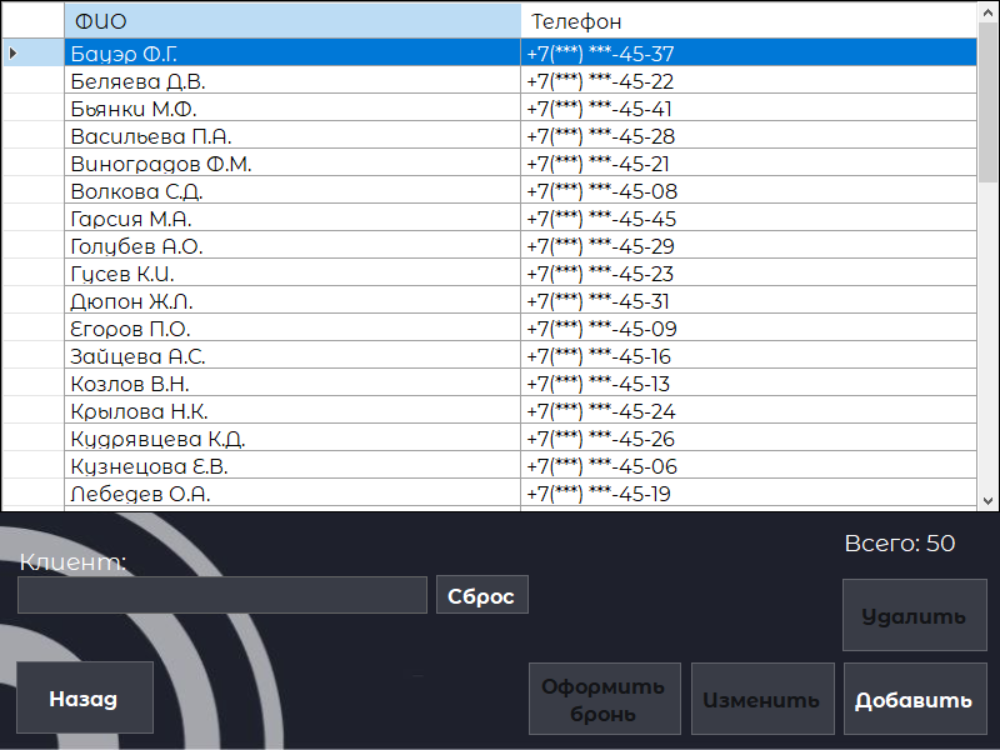 ФИО Телефон
Бауэр Ф.Г. +7(***) ***-45-37
Беляева Д.В. +7(***) ***-45-22
Бьянки М.Ф. +7(***) ***-45-41
Васильева П.А. +7(***) ***-45-28
Виноградов Ф.М. +7(***) ***-45-21
Волкова С.Д. +7(***) ***-45-08
Гарсия М.А. +7(***) ***-45-45
Голубев А.О. +7(***) ***-45-29
Гусев К.И. +7(***) ***-45-23
Дюпон Ж.Л. +7(***) ***-45-31
Егоров П.О. +7(***) ***-45-09
Зайцева А.С. +7(***) ***-45-16
Козлов В.Н. +7(***) ***-45-13
Крылова Н.К. +7(***) ***-45-24
Кудрявцева К.Д. +7(***) ***-45-26
Кузнецова Е.В. +7(***) ***-45-06
Лебедев О.А. +7(***) ***-45-19
Всего: 50
Клиент:
Сброс
Удалить
Назад
Оформить
бронь
Изменить
Добавить